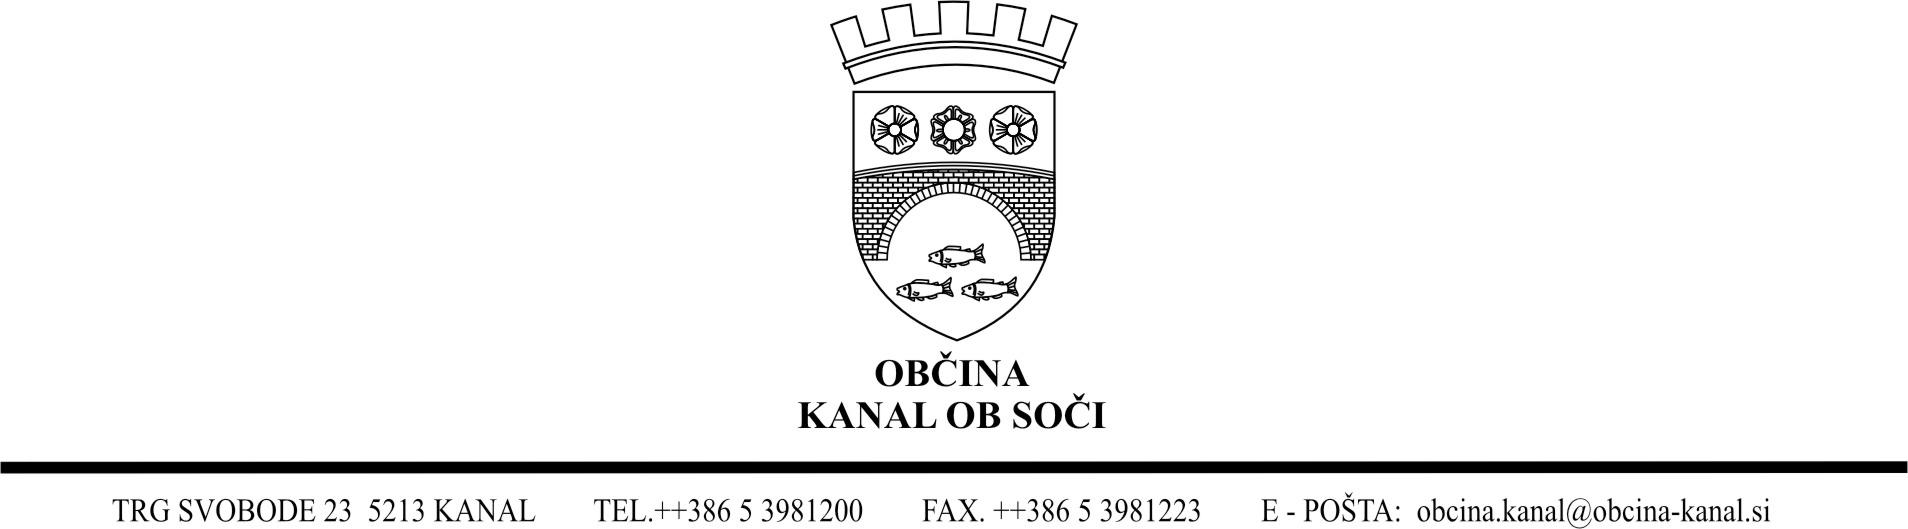 OBČINA
KANAL OB SOČI
TRG SVOBODE 23 5213 KANAL TEL.++386 5 3981200 FAX. ++386 5 3981223 E - POŠTA: obcina.kanal@obcina-kanal.si